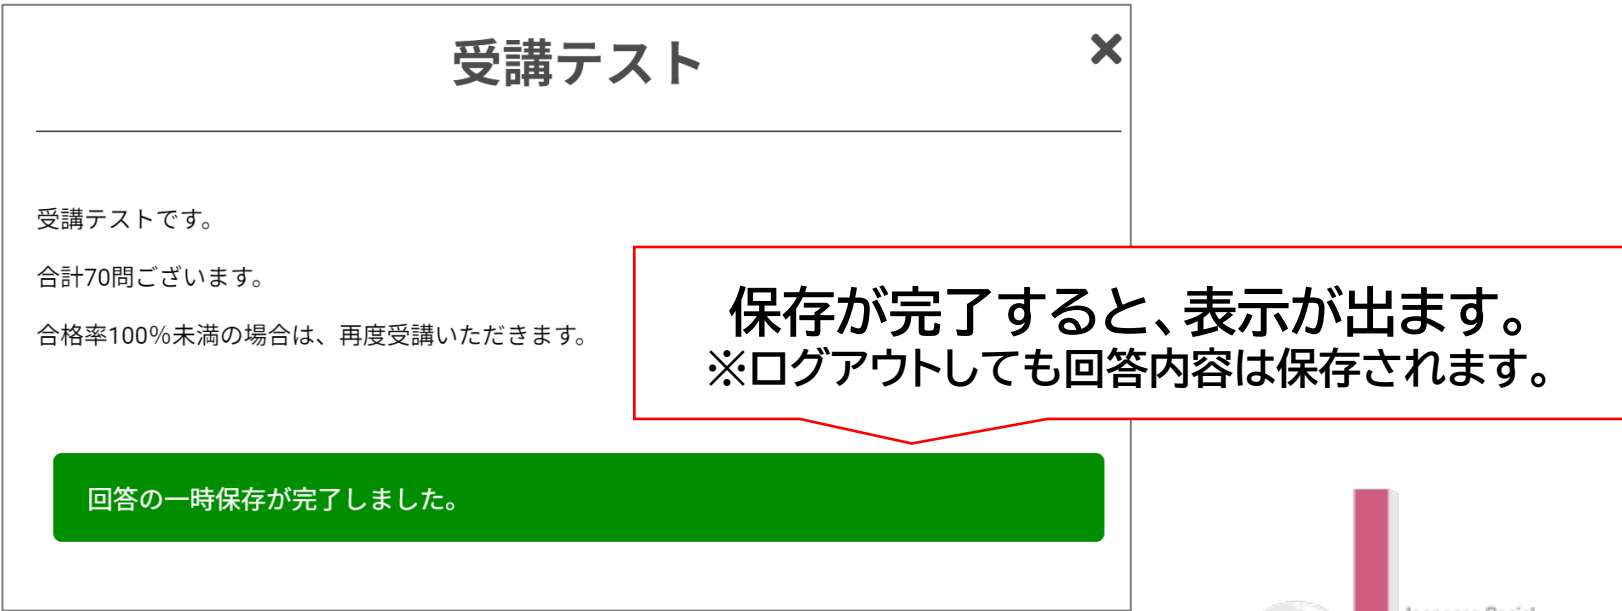 受講テスト
受講テストです。
合計70問ございます。
合格率100%未満の場合は、再度受講いただきます。
保存が完了すると、表示が出ます。
※ログアウトしても回答内容は保存されます。
回答の一時保存が完了しました。